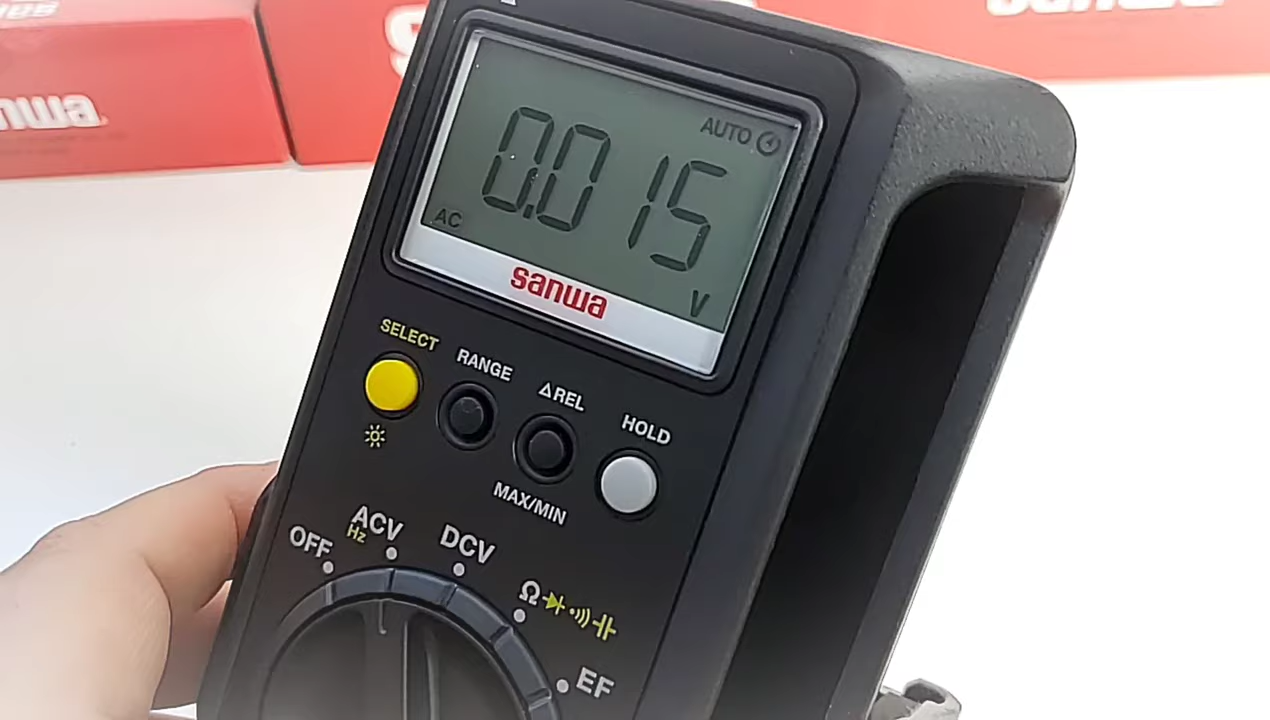 sanwa
AUTO
0.015
AC
V
sanwa
SELECT
RANGE
ΔREL
HOLD
MAX/MIN
OFF
ACV
Hz
DCV
Ω
EF